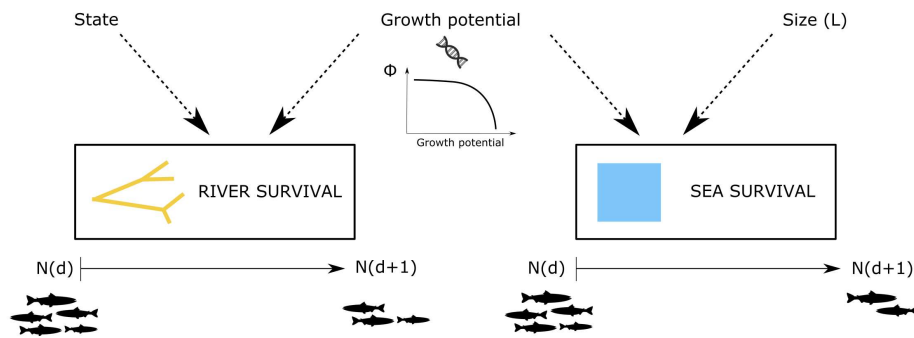 State
Growth potential
Size (L)
Φ
Growth potential
RIVER SURVIVAL
SEA SURVIVAL
N(d)
N(d+1)
N(d)
N(d+1)